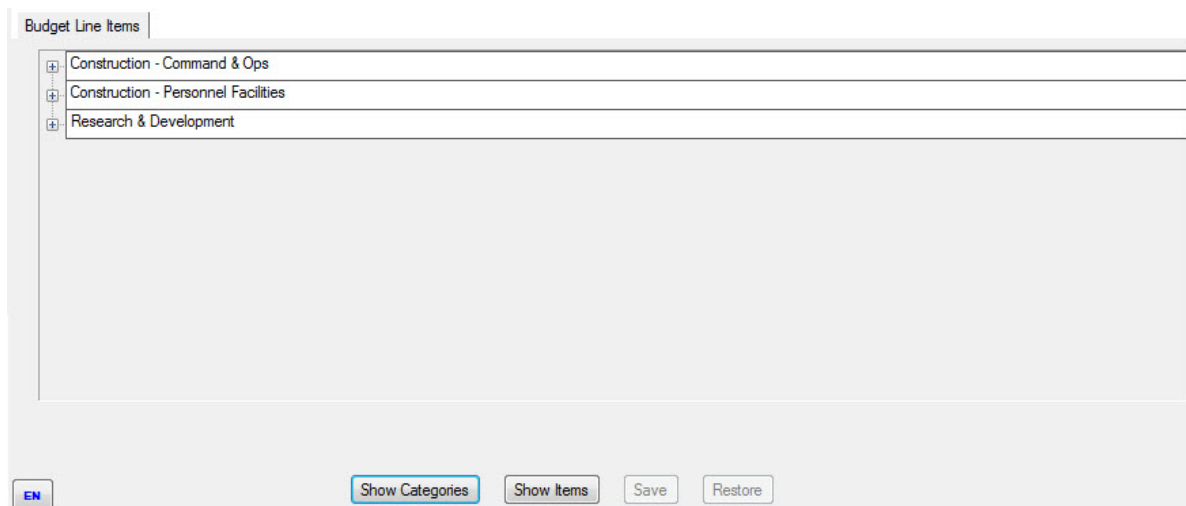 Budget Line Items
Construction - Command & Ops
Construction - Personnel Facilities
Research & Development
EN Show Categories Show Items Save Restore